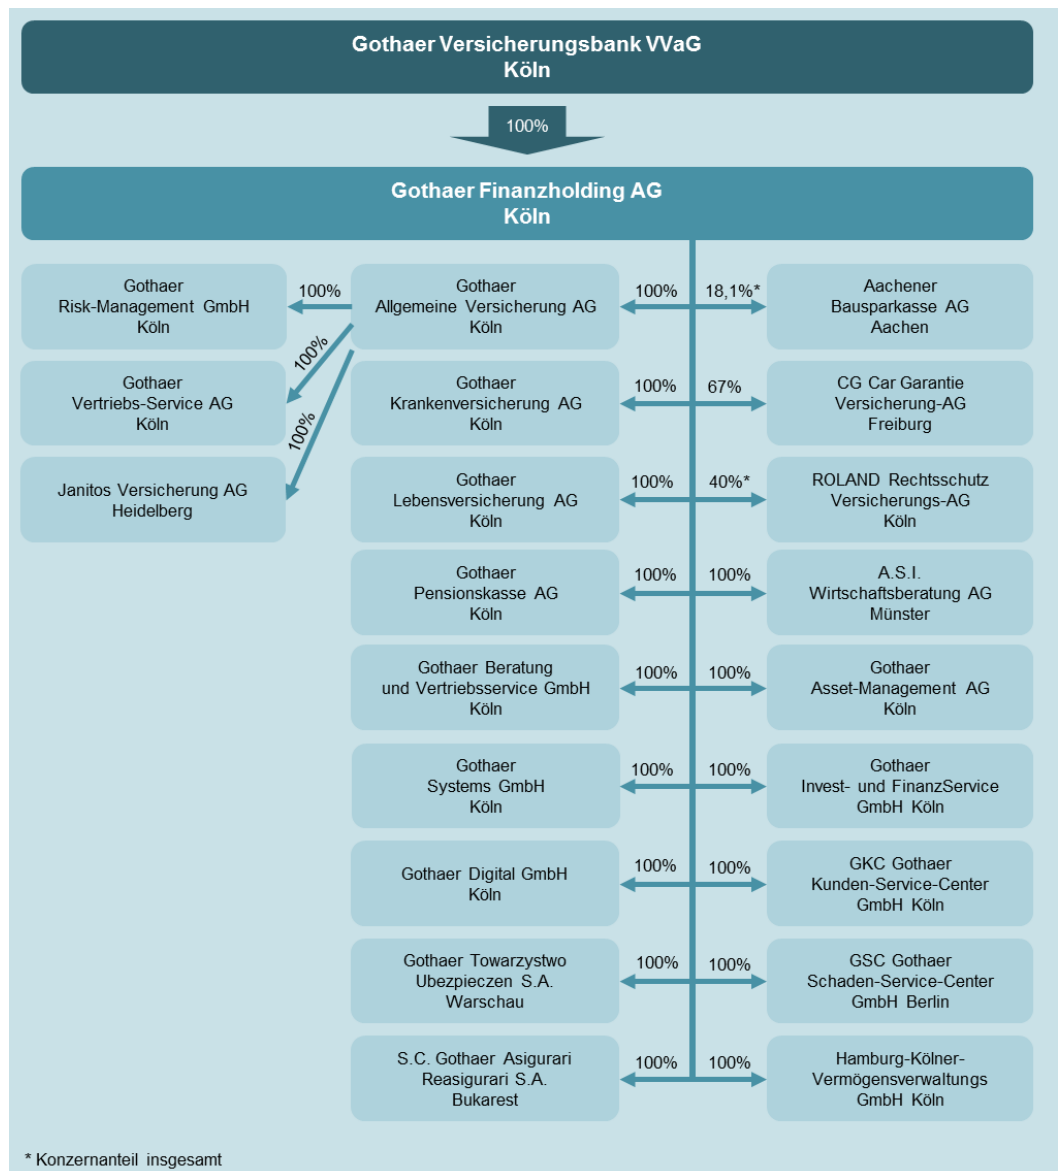 Gothaer Versicherungsbank VVaG
Köln
100%
Gothaer Finanzholding AG
Köln
Gothaer
Risk-Management GmbH
Köln
100%
Gothaer
Allgemeine Versicherung AG
Köln
100%
18,1%*
Aachener
Bausparkasse AG
Aachen
100%
Gothaer
Vertriebs-Service AG
Köln
Gothaer
Krankenversicherung AG
Köln
100%
67%
CG Car Garantie
Versicherung-AG
Freiburg
100%
Janitos Versicherung AG
Heidelberg
Gothaer
Lebensversicherung AG
Köln
100%
40%*
ROLAND Rechtsschutz
Versicherungs-AG
Köln
Gothaer
Pensionskasse AG
Köln
100%
100%
A.S.I.
Wirtschaftsberatung AG
Münster
Gothaer Beratung
und Vertriebsservice GmbH
Köln
100%
100%
Gothaer
Asset-Management AG
Köln
Gothaer
Systems GmbH
Köln
100%
100%
Gothaer
Invest- und FinanzService
GmbH Köln
Gothaer Digital GmbH
Köln
100%
100%
GKC Gothaer
Kunden-Service-Center
GmbH Köln
Gothaer Towarzystwo
Ubezpieczen S.A.
Warschau
100%
100%
GSC Gothaer
Schaden-Service-Center
GmbH Berlin
S.C. Gothaer Asigurari
Reasigurari S.A.
Bukarest
100%
100%
Hamburg-Kölner-
Vermögensverwaltungs
GmbH Köln
* Konzernanteil insgesamt